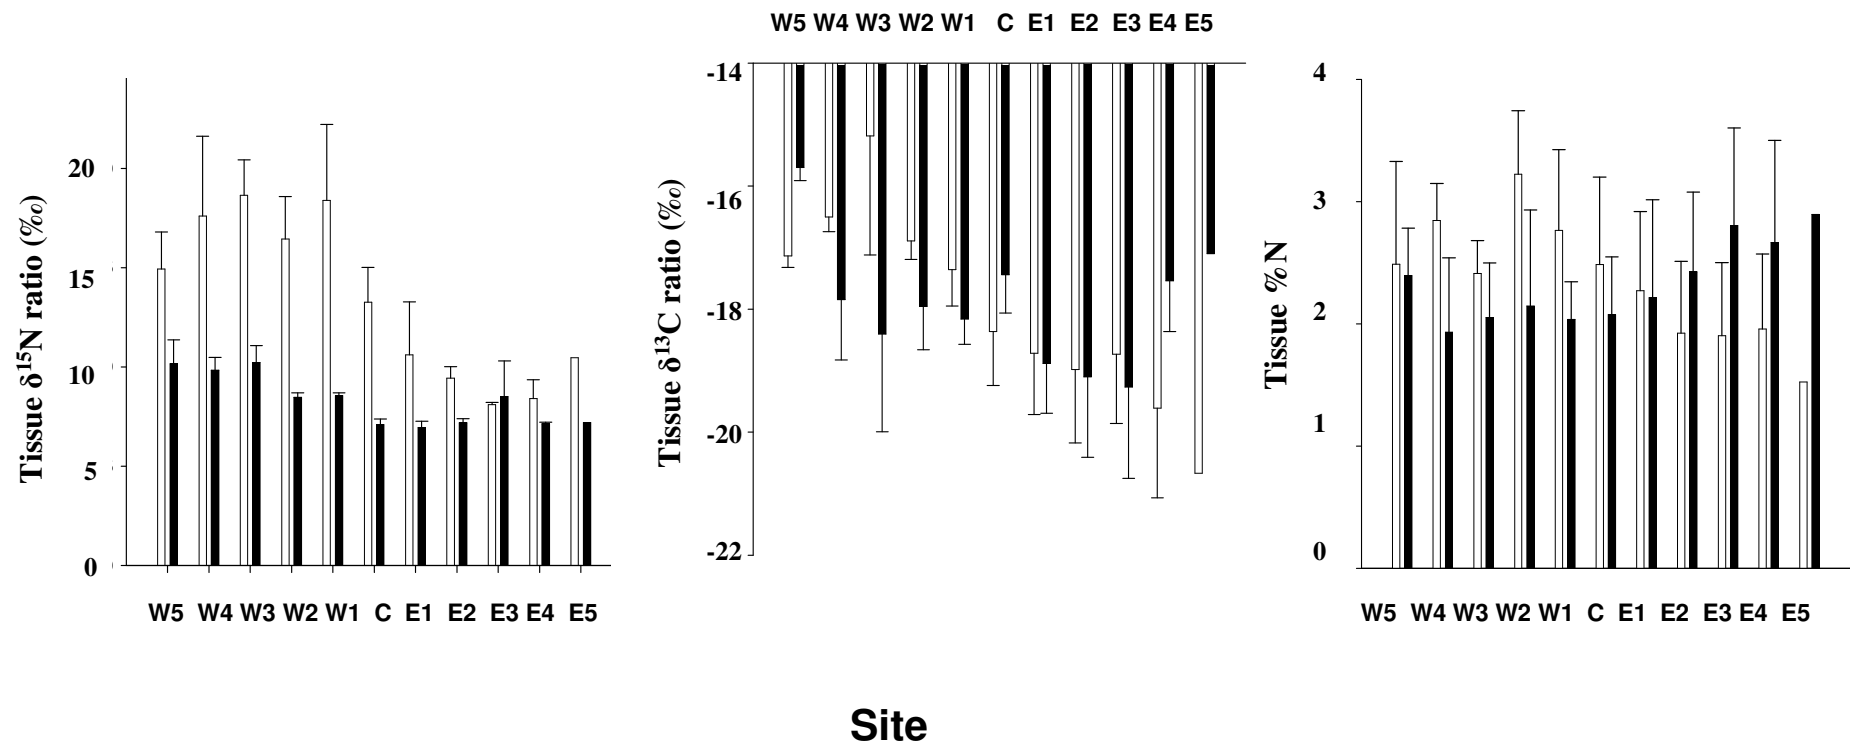 Tissue δ15N ratio (‰)
20
15
10
5
0
W5 W4 W3 W2 W1 C E1 E2 E3 E4 E5
W5 W4 W3 W2 W1 C E1 E2 E3 E4 E5
Tissue δ13C ratio (‰)
-14
-16
-18
-20
-22
Tissue %N
4
3
2
1
0
W5 W4 W3 W2 W1 C E1 E2 E3 E4 E5
Site